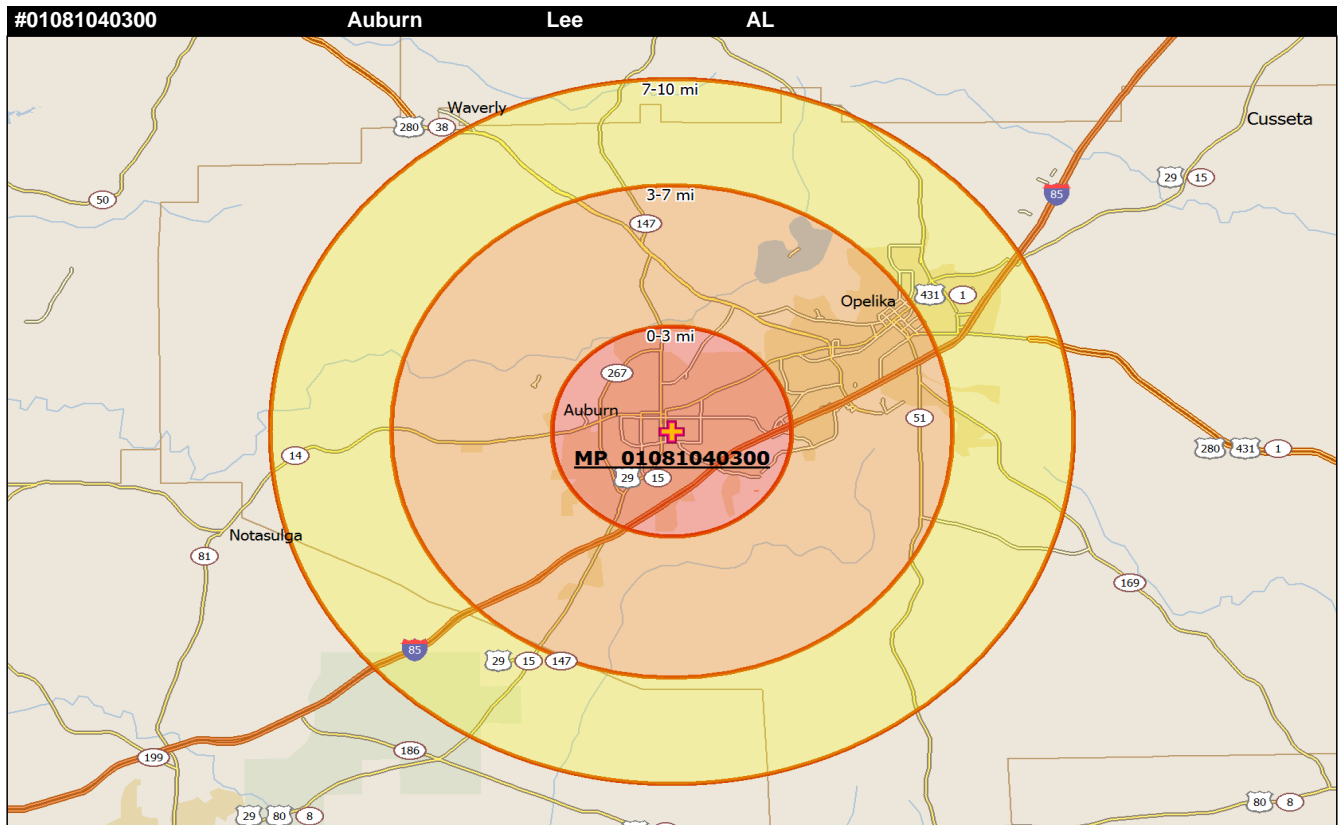 #01081040300 Auburn Lee AL
7-10 mi
Waverly
280 38
Cusseta
29 15
85
50
3-7 mi
147
Opelika
431 1
0-3 mi
267
Auburn
51
MP 01081040300
14
280 431 1
29 15
Notasulga
81
169
85
29 15 147
186
199
80 8
29 80 8